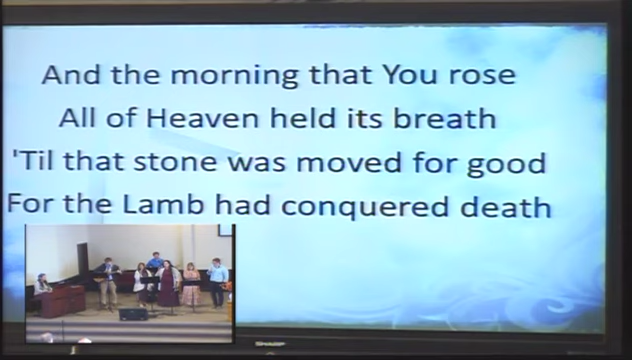 And the morning that You rose
All of Heaven held its breath
'Til that stone was moved for good
For the Lamb had conquered death
SHARP